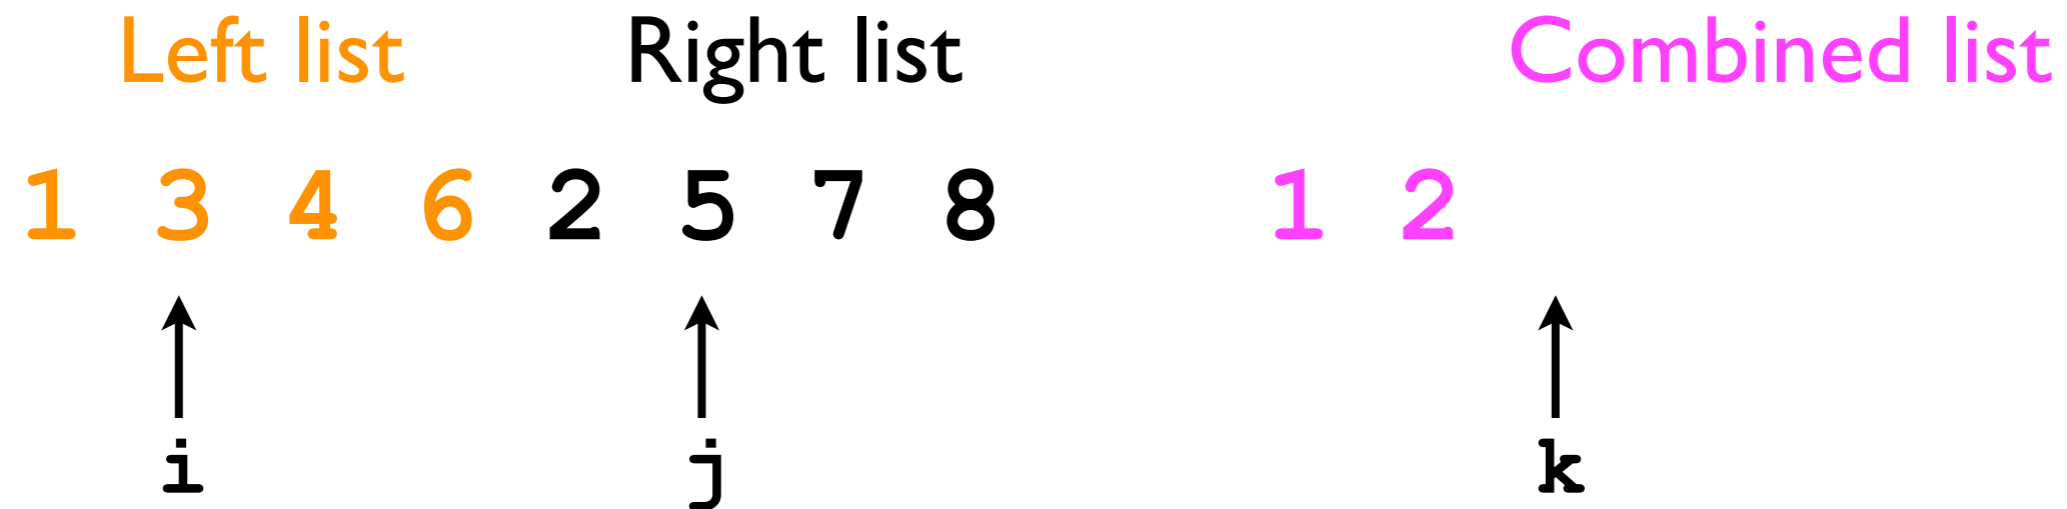 Left list Right list Combined list
1 3 4 6 2 5 7 8 1 2
i j k